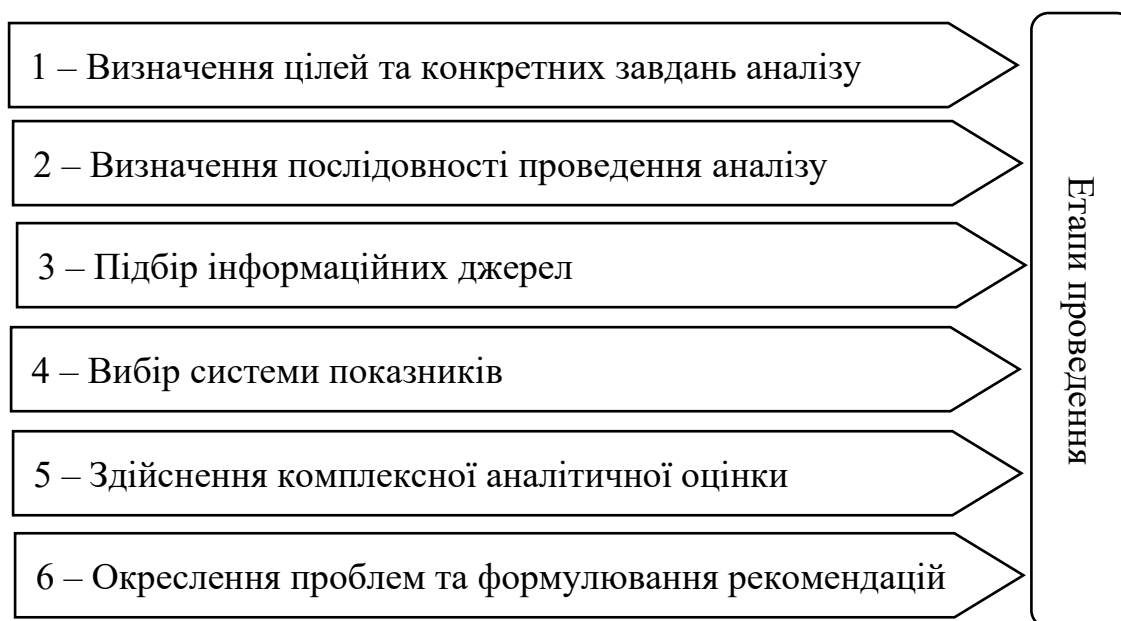 1 – Визначення цілей та конкретних завдань аналізу
2 – Визначення послідовності проведення аналізу
3 – Підбір інформаційних джерел
4 – Вибір системи показників
5 – Здійснення комплексної аналітичної оцінки
6 – Окреслення проблем та формулювання рекомендацій
Етапи проведення